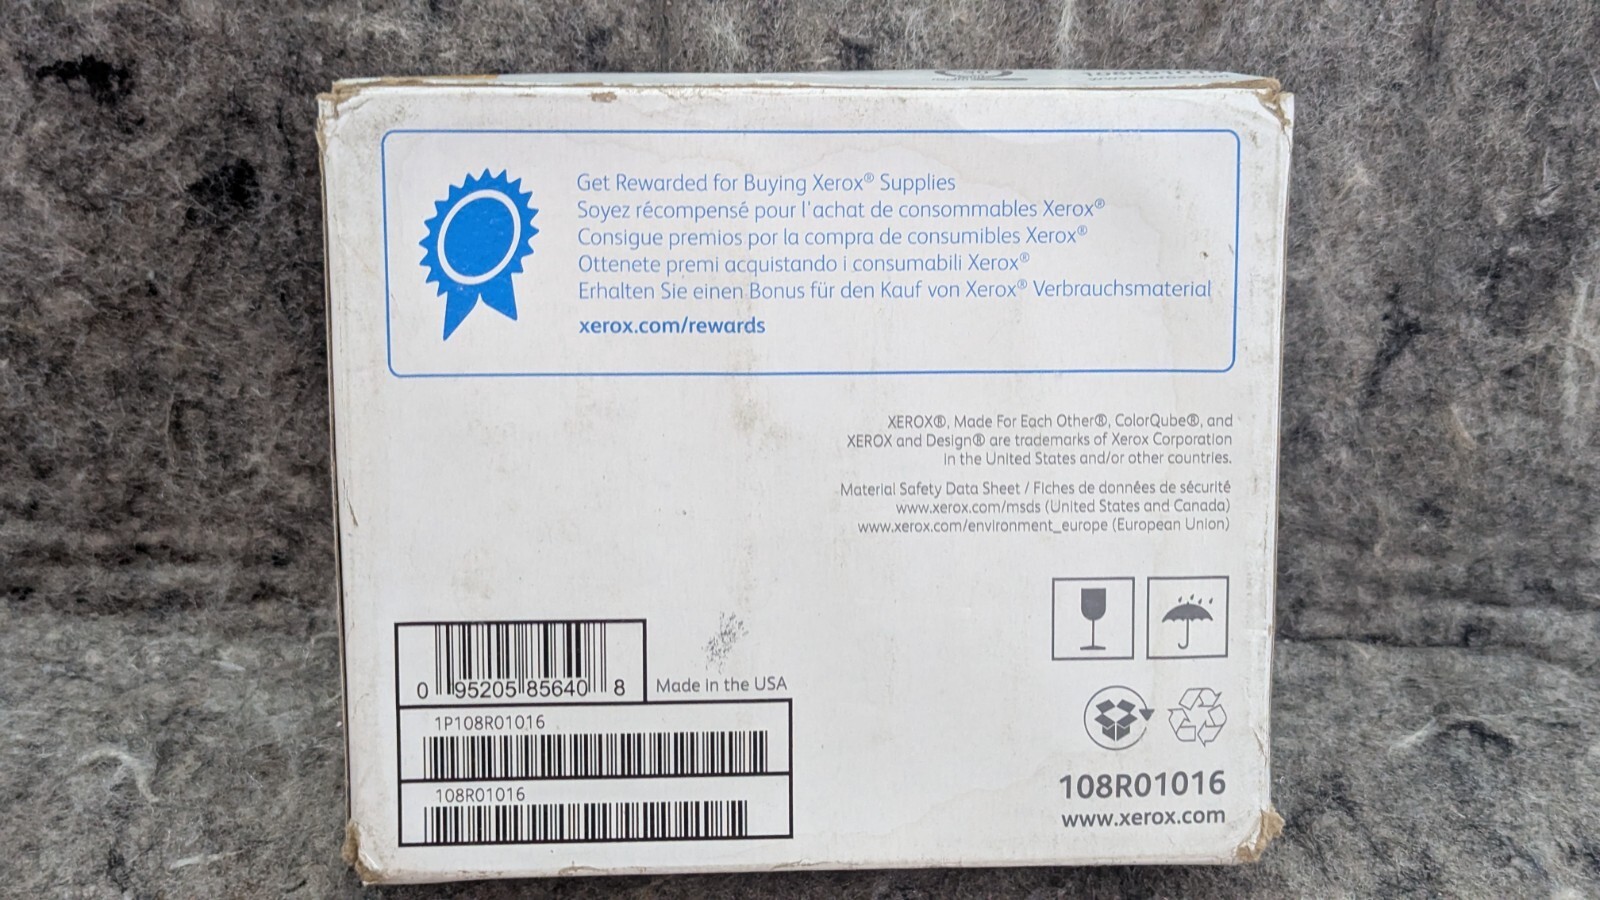 108R01016
www.xerox.com
Get Rewarded for Buying Xerox® Supplies
Soyez récompensé pour l'achat de consommables Xerox®
Consigue premios por la compra de consumibles Xerox®
Ottenete premi acquistando i consumabili Xerox®
Erhalten Sie einen Bonus für den Kauf von Xerox® Verbrauchsmaterial
xerox.com/rewards
XEROX®, Made For Each Other®, ColorQube®, and
XEROX and Design® are trademarks of Xerox Corporation
in the United States and/or other countries.
Material Safety Data Sheet / Fiches de données de sécurité
www.xerox.com/msds (United States and Canada)
www.xerox.com/environment_europe (European Union)
0 95205 85640 8
Made in the USA
1P108R01016
108R01016
108R01016
www.xerox.com